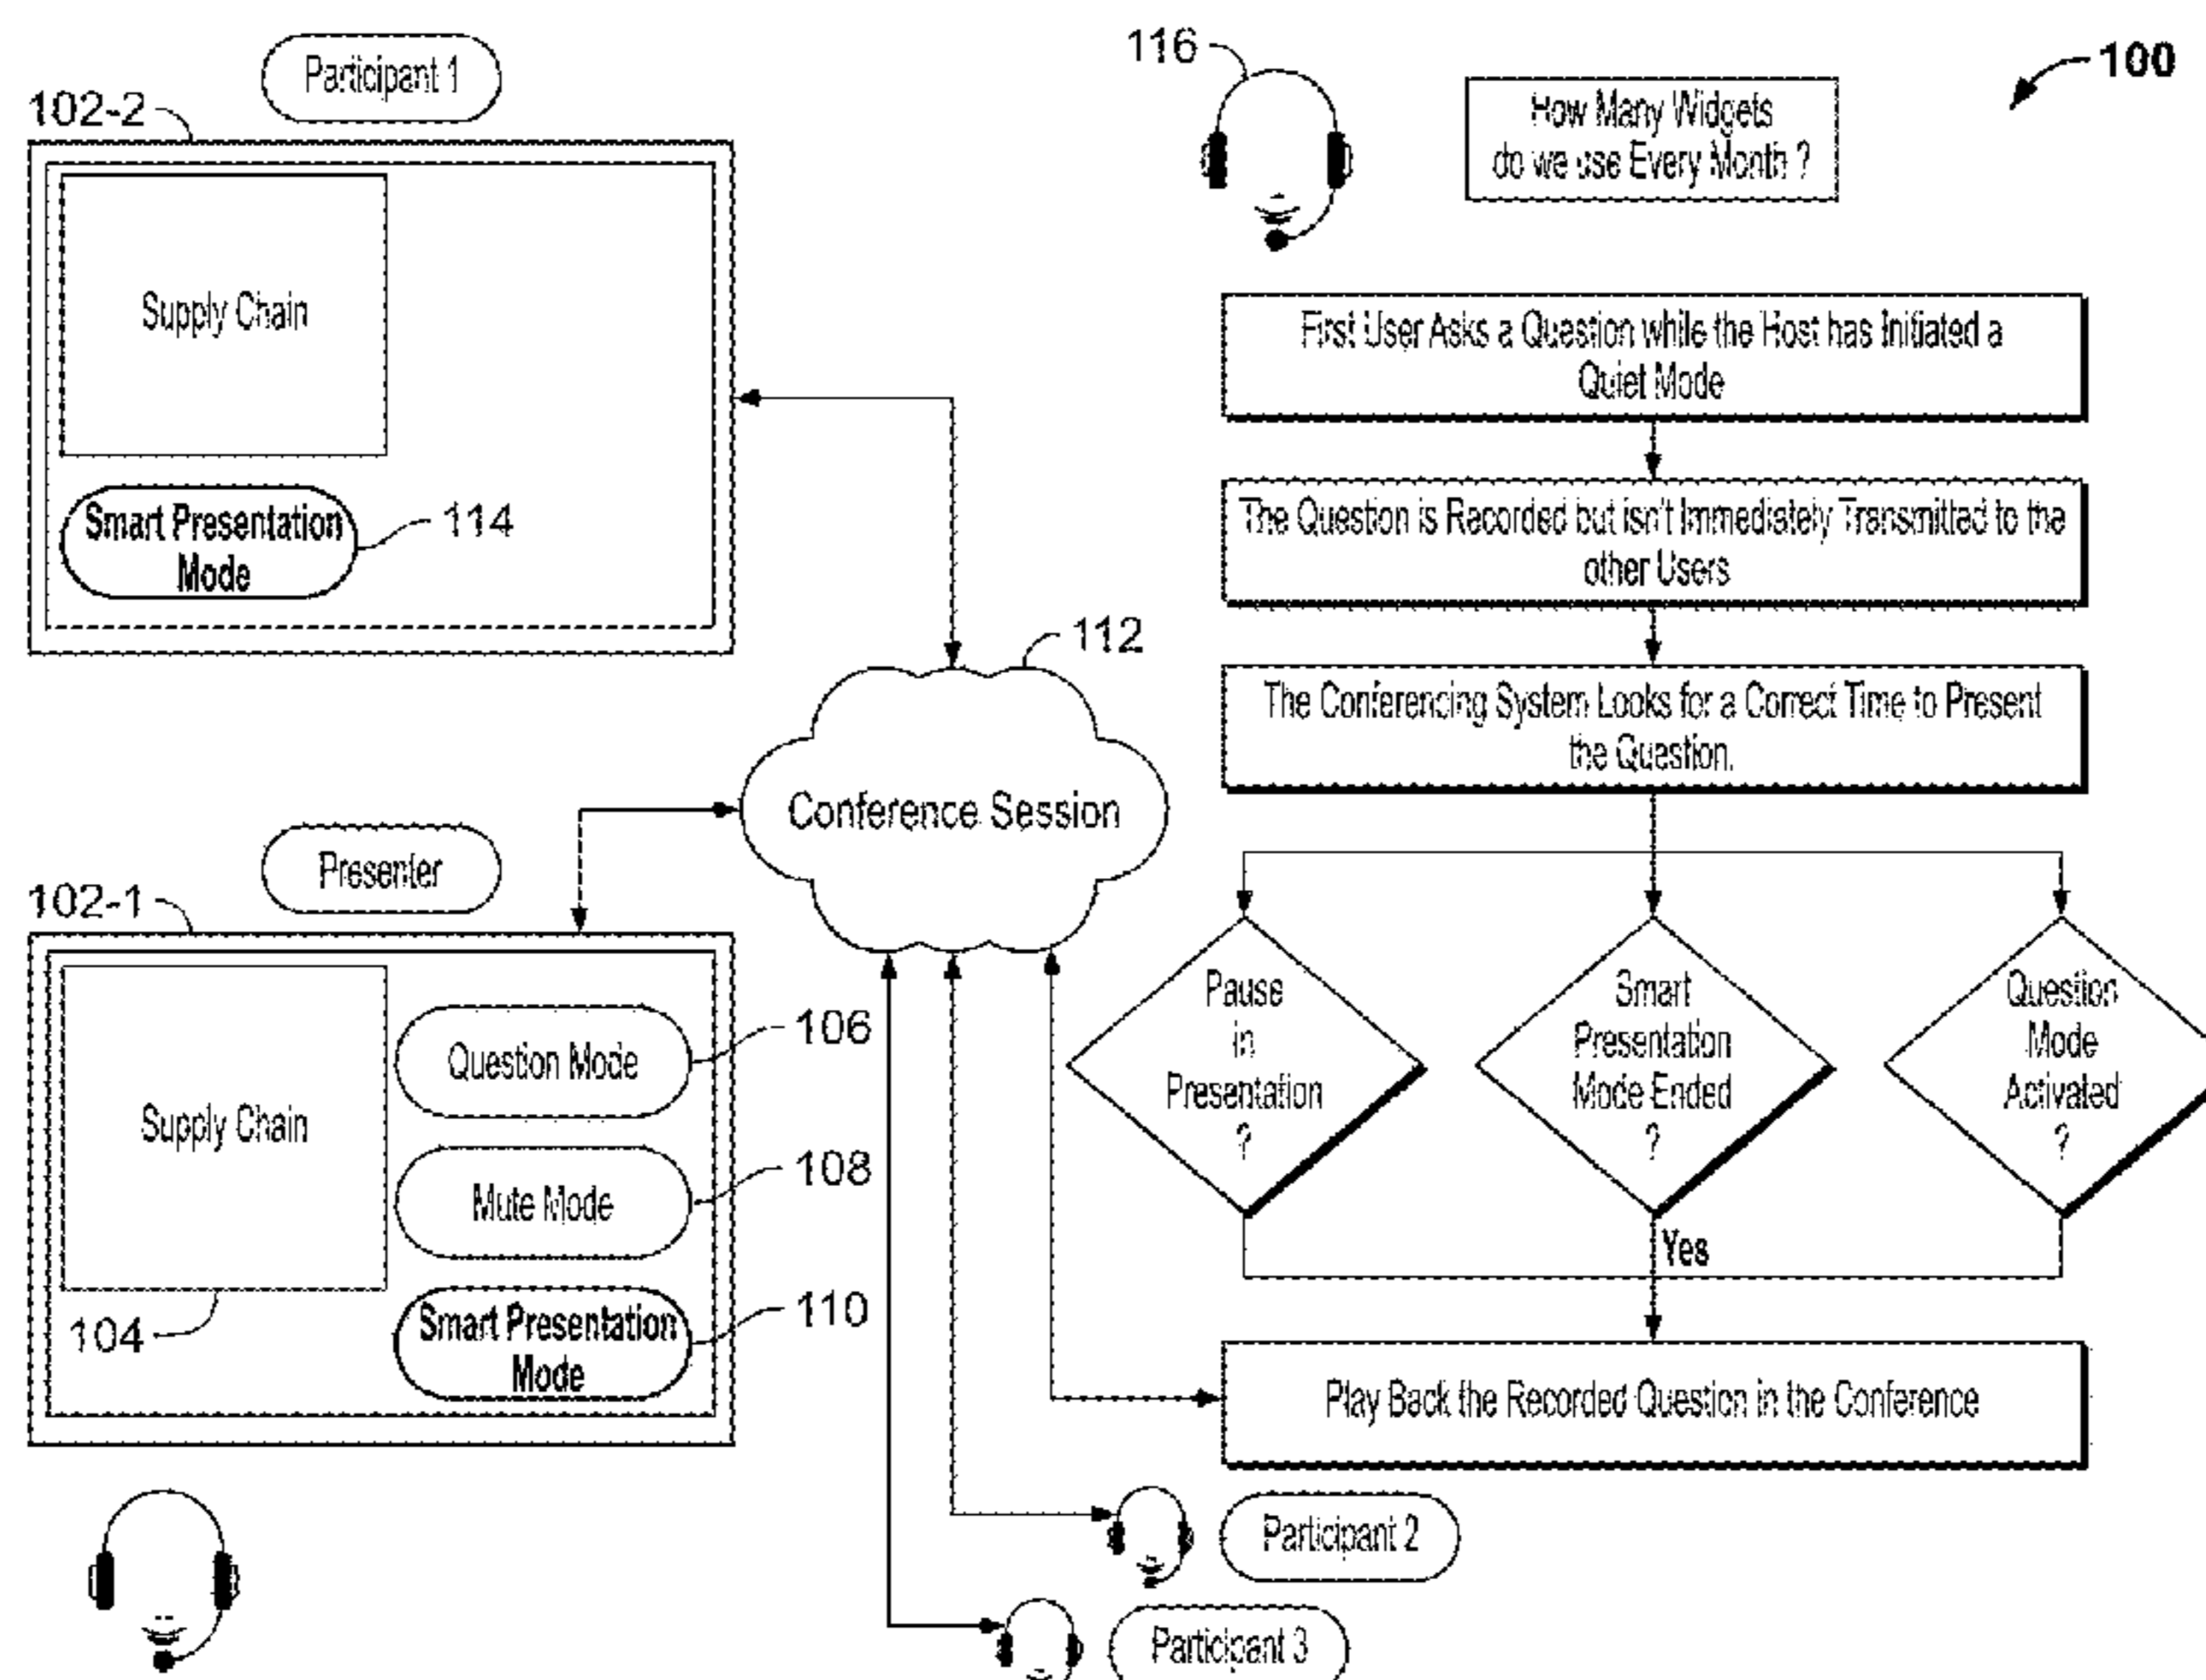 Participant 1
102-2
Supply Chain
Smart Presentation
Mode
114
112
Conference Session
Presenter
102-1
Supply Chain
104
Question Mode
106
Mute Mode
108
Smart Presentation
Mode
110
116
How Many Widgets
do we use Every Month ?
100
First User Asks a Question while the Host has Initiated a
Quiet Mode
The Question is Recorded but isn't Immediately Transmitted to the
other Users
The Conferencing System Looks for a Correct Time to Present
the Question.
Pause
in
Presentation
?
Smart
Presentation
Mode Ended
?
Question
Mode
Activated
?
Yes
Play Back the Recorded Question in the Conference
Participant 2
Participant 3